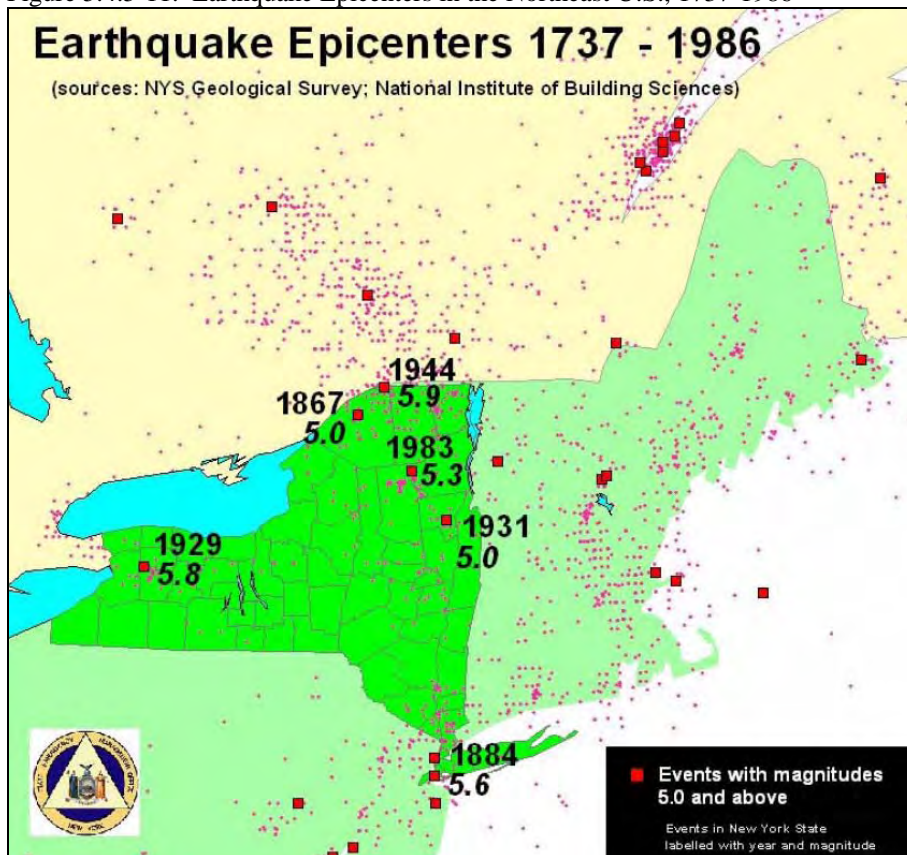 Earthquake Epicenters 1737 - 1986
(sources: NYS Geological Survey; National Institute of Building Sciences)
1944
5.9
1867
5.0
1983
5.3
1931
5.0
1929
5.8
1884
5.6
NEW YORK
Events with magnitudes
5.0 and above
Events in New York State
labelled with year and magnitude